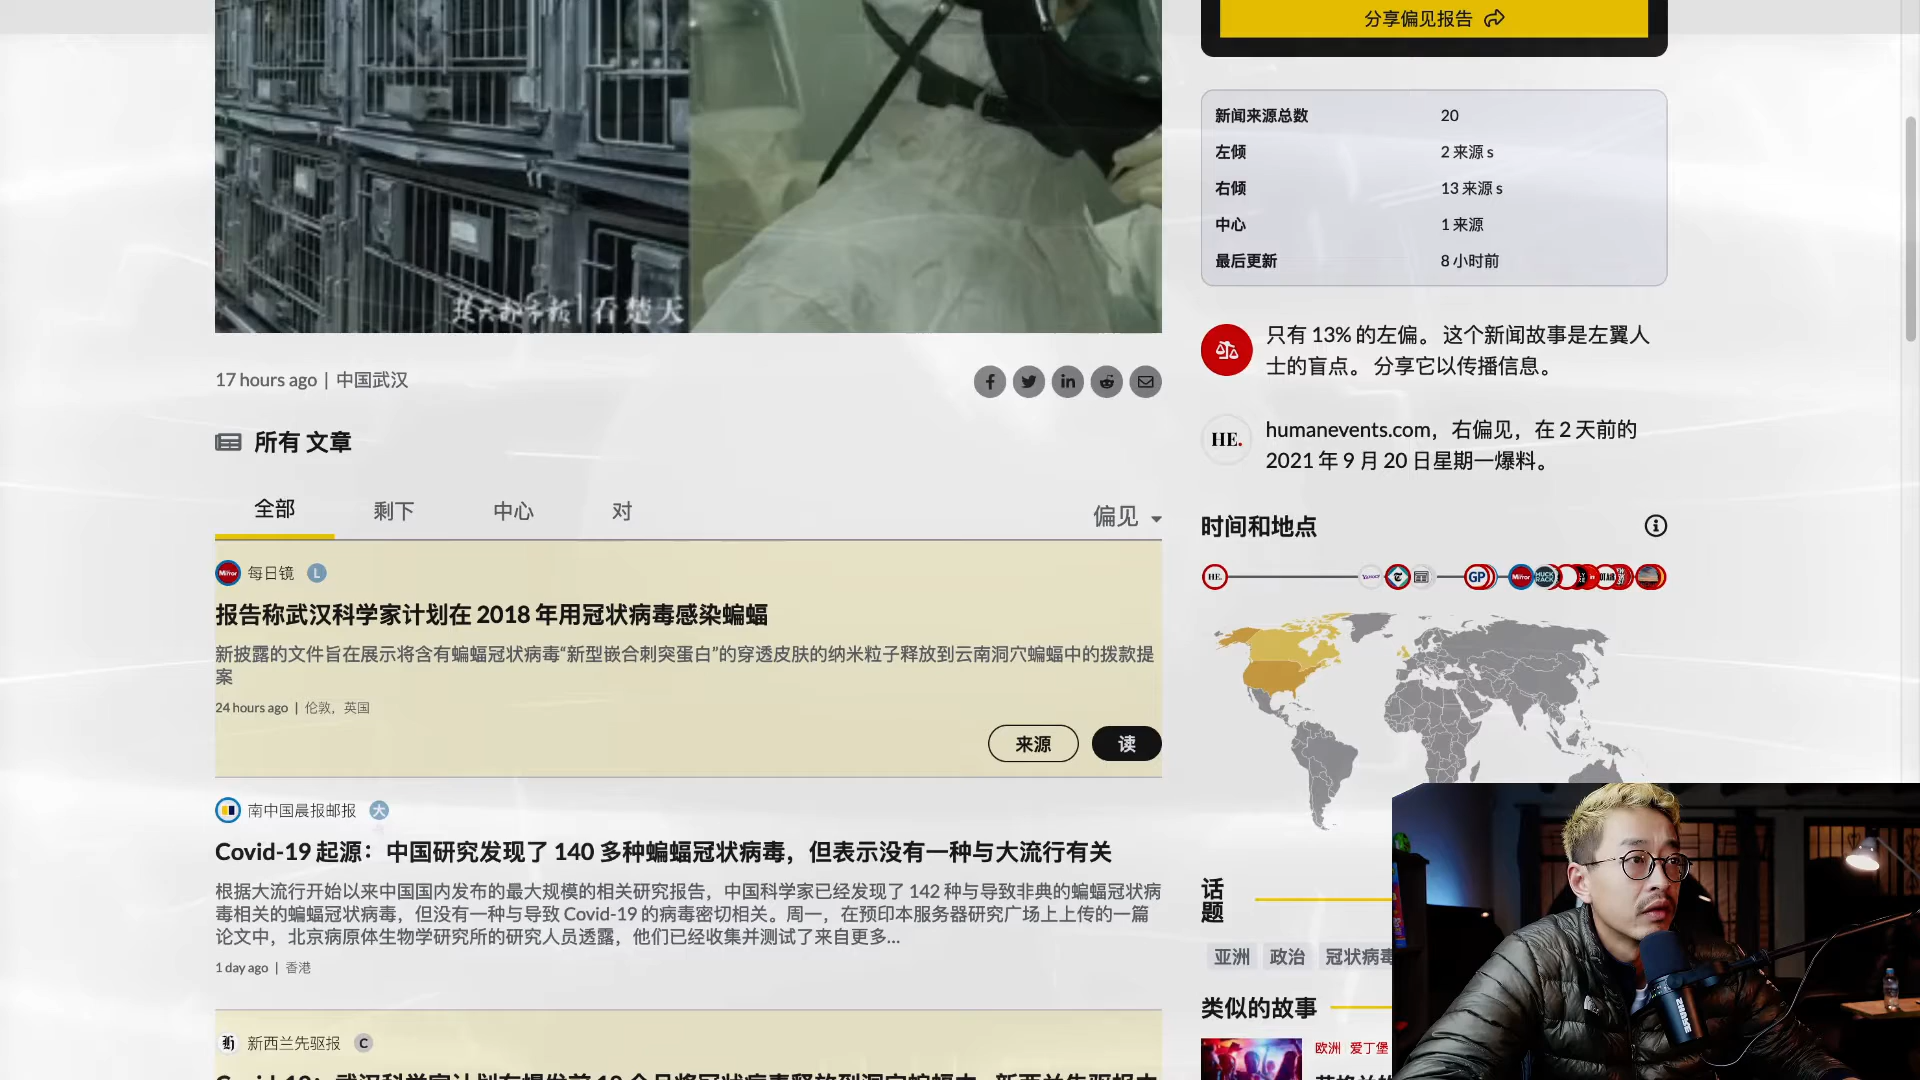 分享偏见报告
看楚天
新闻来源总数 20
左倾 2 来源 s
右倾 13 来源 s
中心 1 来源
最后更新 8 小时前
17 hours ago | 中国武汉
只有 13% 的左偏。 这个新闻故事是左翼人
士的盲点。 分享它以传播信息。
HE.
humanevents.com，右偏见，在 2 天前的
2021 年 9 月 20 日星期一爆料。
所有 文章
全部 剩下 中心 对 偏见
时间和地点
HE. YAHOO! GP Mirror MUCK RACK
Mirror 每日镜 L
报告称武汉科学家计划在 2018 年用冠状病毒感染蝙蝠
新披露的文件旨在展示将含有蝙蝠冠状病毒“新型嵌合刺突蛋白”的穿透皮肤的纳米粒子释放到云南洞穴蝙蝠中的拨款提
案
24 hours ago | 伦敦，英国
来源 读
南中国晨报邮报 大
Covid-19 起源：中国研究发现了 140 多种蝙蝠冠状病毒，但表示没有一种与大流行有关
根据大流行开始以来中国国内发布的最大规模的相关研究报告，中国科学家已经发现了 142 种与导致非典的蝙蝠冠状病
毒相关的蝙蝠冠状病毒，但没有一种与导致 Covid-19 的病毒密切相关。周一，在预印本服务器研究广场上上传的一篇
论文中，北京病原体生物学研究所的研究人员透露，他们已经收集并测试了来自更多...
1 day ago | 香港
话
题
亚洲 政治 冠状病毒
类似的故事
欧洲 爱丁堡
新西兰先驱报 C
SHURE